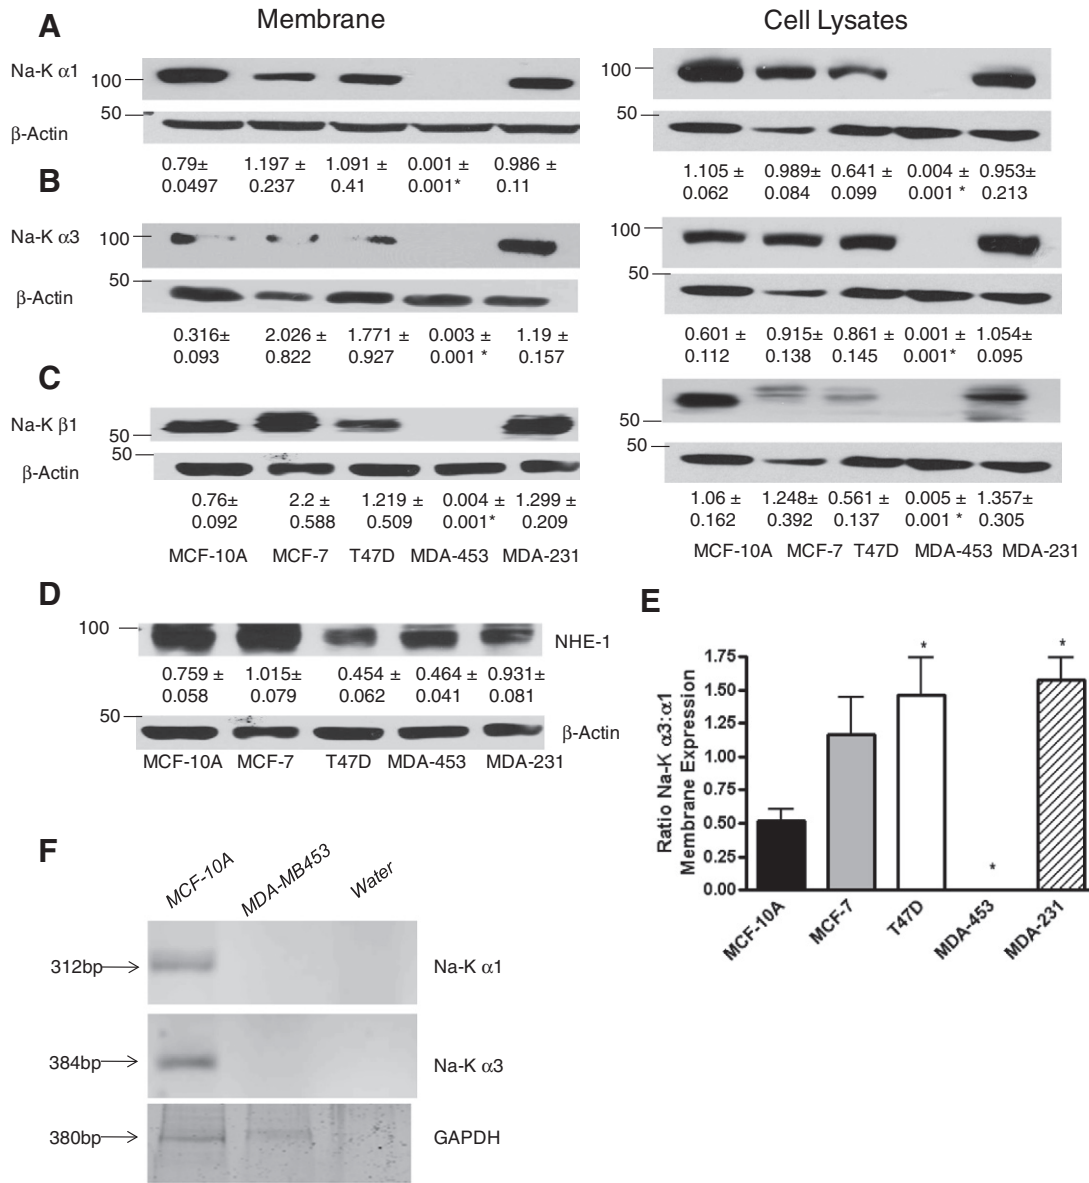 A Membrane Cell Lysates
Na-K α1 100
β-Actin 50
0.79± 1.197 ± 1.091 ± 0.001 ± 0.986 ±
0.0497 0.237 0.41 0.001* 0.11
100
50
1.105 ± 0.989± 0.641 ± 0.004 ± 0.953±
0.062 0.084 0.099 0.001 * 0.213
B
Na-K α3 100
β-Actin 50
0.316± 2.026 ± 1.771 ± 0.003 ± 1.19 ±
0.093 0.822 0.927 0.001 * 0.157
100
50
0.601 ± 0.915± 0.861 ± 0.001 ± 1.054±
0.112 0.138 0.145 0.001* 0.095
C
Na-K β1 50
β-Actin 50
0.76± 2.2 ± 1.219 ± 0.004 ± 1.299 ±
0.092 0.588 0.509 0.001* 0.209
MCF-10A MCF-7 T47D MDA-453 MDA-231
50
50
1.06 ± 1.248± 0.561 ± 0.005 ± 1.357±
0.162 0.392 0.137 0.001 * 0.305
MCF-10A MCF-7 T47D MDA-453 MDA-231
D
100 NHE-1
0.759 ± 1.015± 0.454 ± 0.464 ± 0.931±
0.058 0.079 0.062 0.041 0.081
50 β-Actin
MCF-10A MCF-7 T47D MDA-453 MDA-231
E
Ratio Na-K α3:α1
Membrane Expression
1.75
1.50
1.25
1.00
0.75
0.50
0.25
0.00
* * *
MCF-10A MCF-7 T47D MDA-453 MDA-231
F
MCF-10A MDA-MB453 Water
312bp Na-K α1
384bp Na-K α3
380bp GAPDH